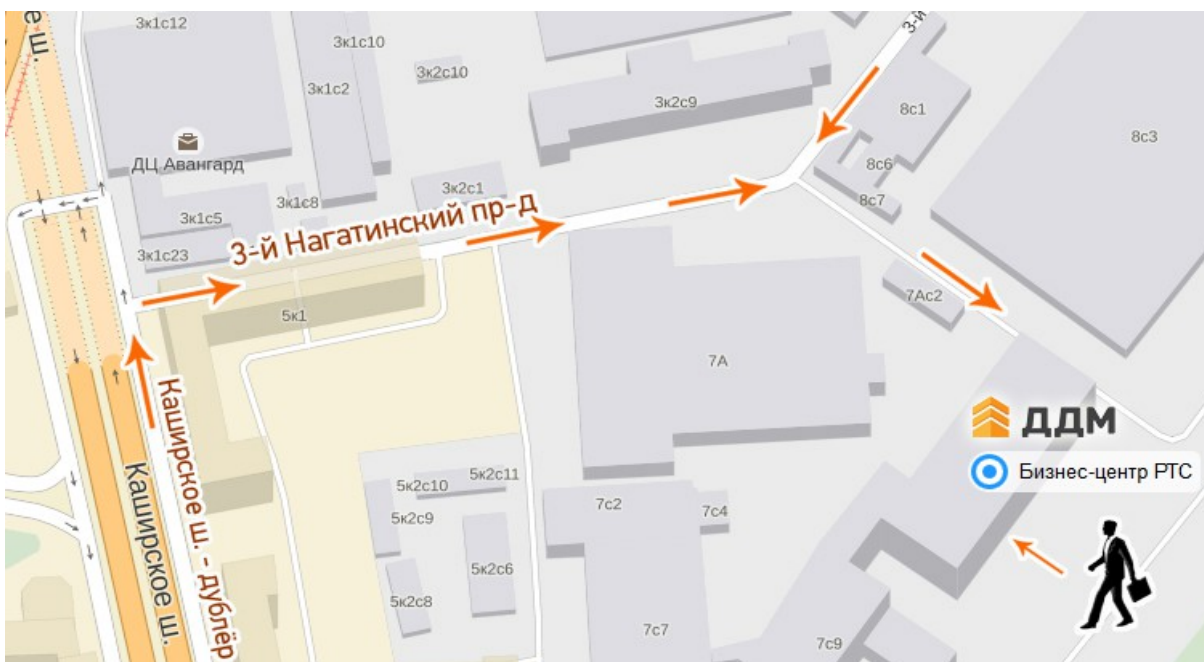 е ш.
3к1с12
3к1с10
3-й
3к2с10
3к1с2
3к2с9
8с1
8с3
ДЦ Авангард
8с6
3к2с1
8с7
3к1с8
3к1с5
3-й Нагатинский пр-д
3к1с23
7Ас2
5к1
7А
ДДМ
Каширское ш. - дублёр
Бизнес-центр РТС
Каширское ш.
5к2с11
5к2с10
7с2
7с4
5к2с9
5к2с6
5к2с8
7с7
7с9